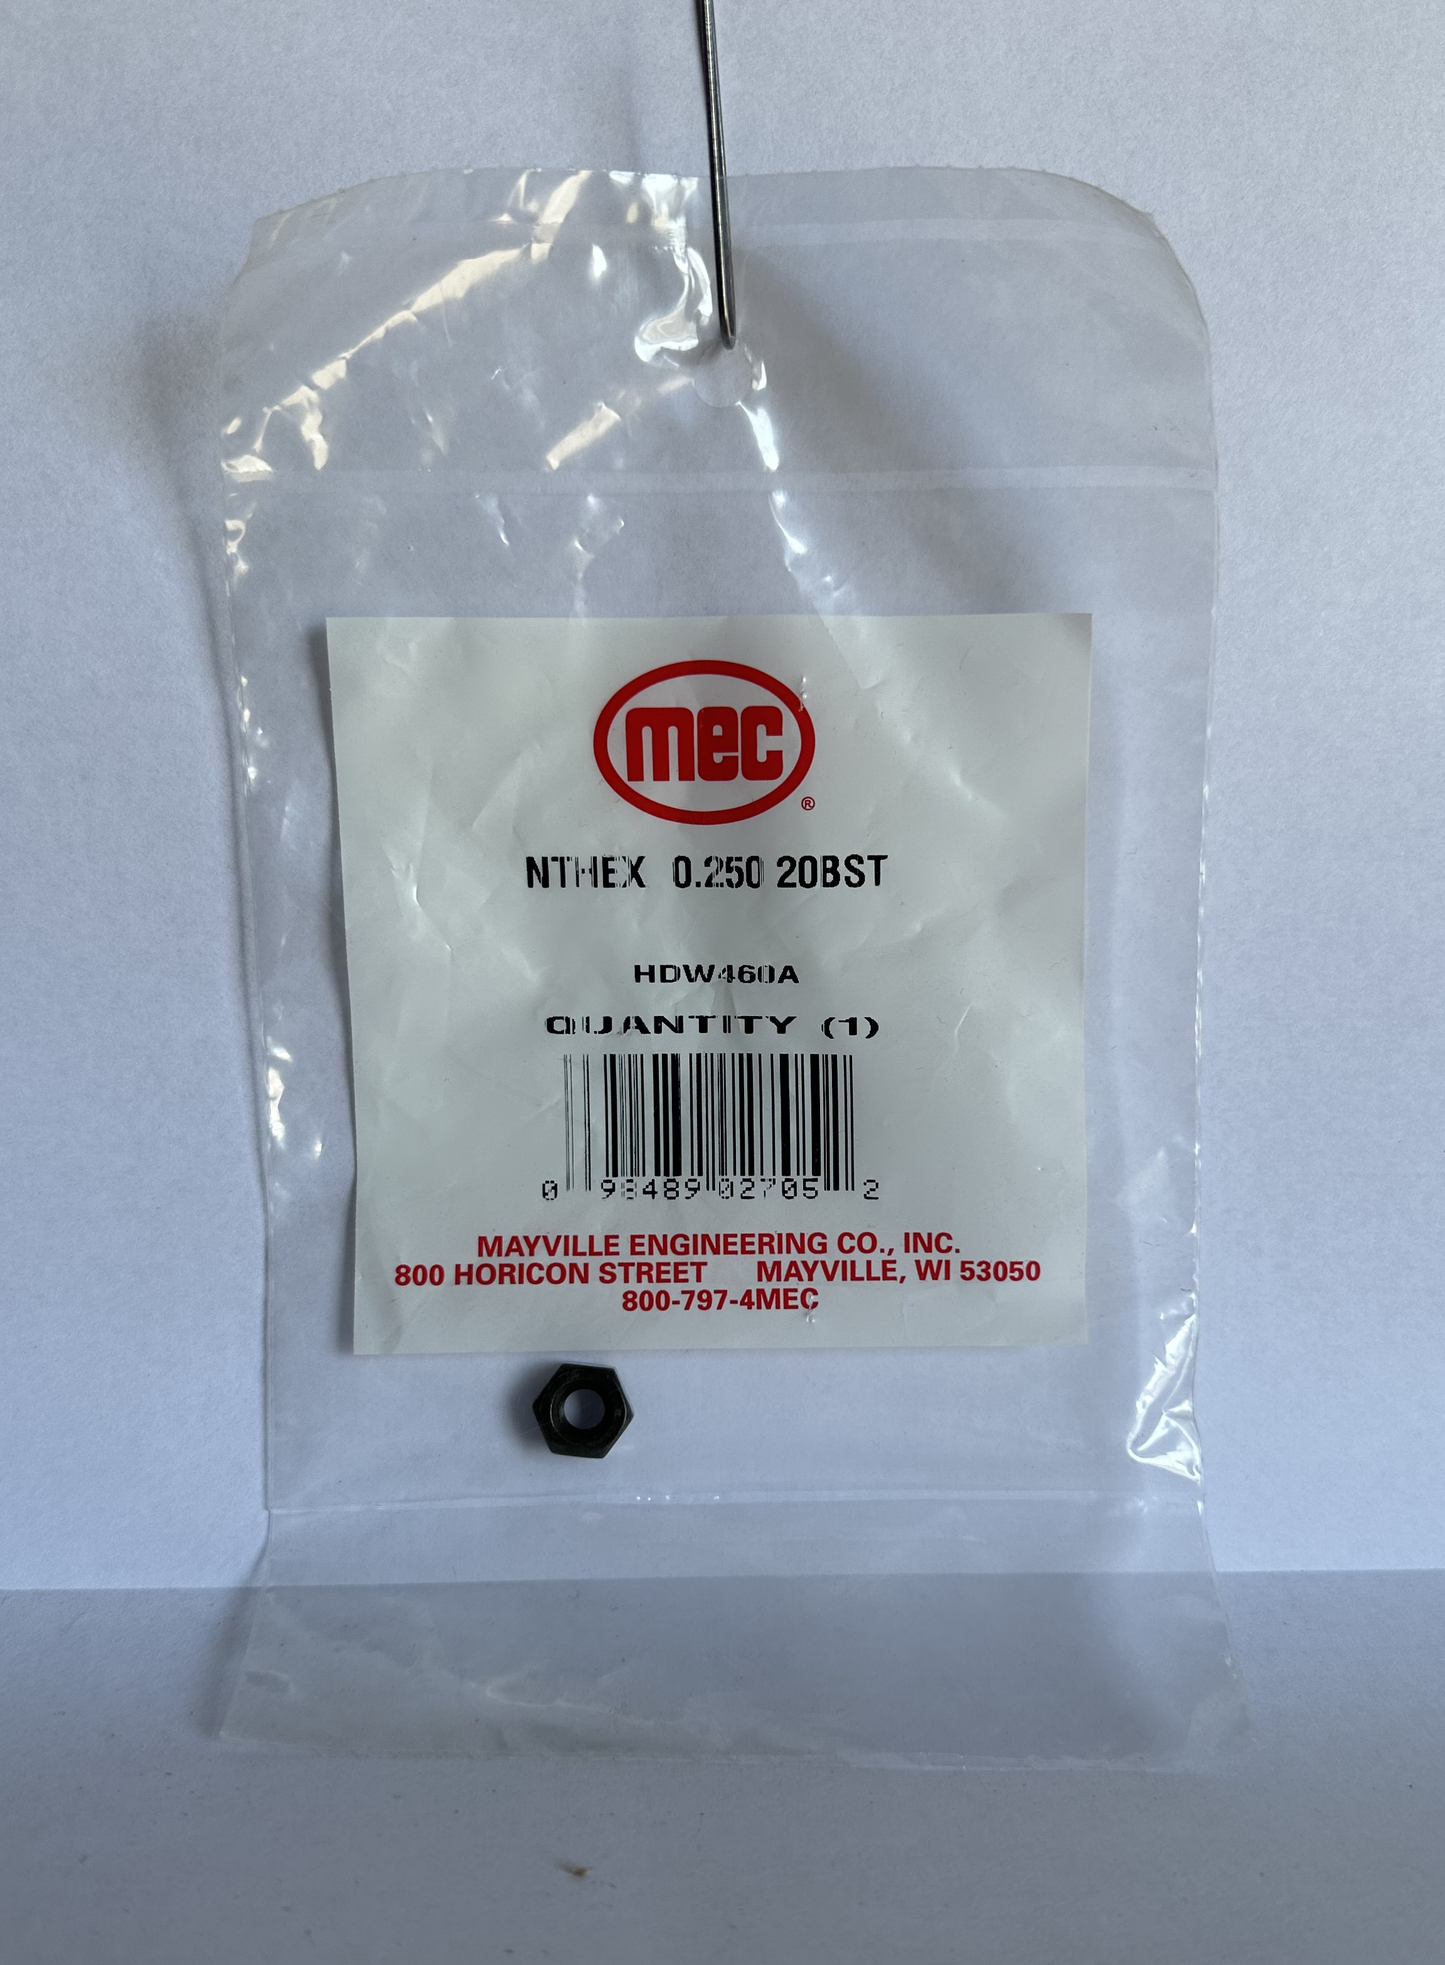 mec
®
NTHEX 0.250 20BST
HDW460A
QUANTITY (1)
0 98489 02705 2
MAYVILLE ENGINEERING CO., INC.
800 HORICON STREET MAYVILLE, WI 53050
800-797-4MEC